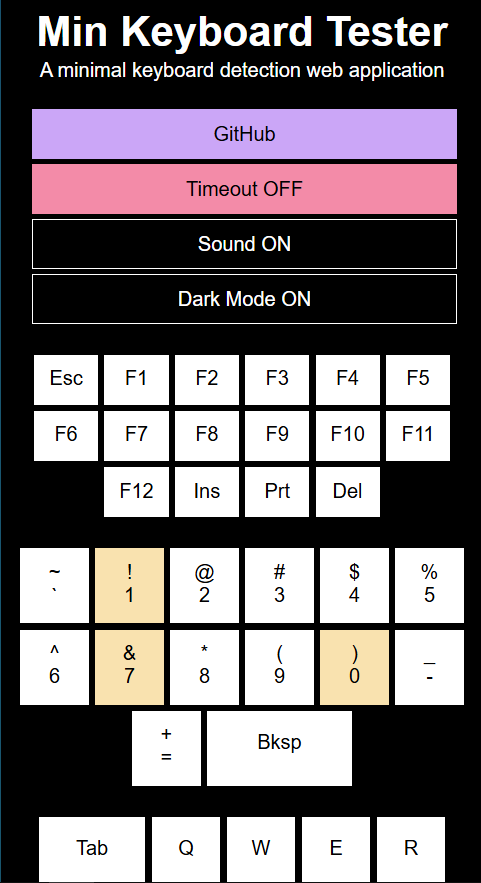 Min Keyboard Tester
A minimal keyboard detection web application
GitHub
Timeout OFF
Sound ON
Dark Mode ON
Esc F1 F2 F3 F4 F5
F6 F7 F8 F9 F10 F11
F12 Ins Prt Del
~ ! @ # $ %
` 1 2 3 4 5
^ & * ( ) _
6 7 8 9 0 -
+ Bksp
=
Tab Q W E R